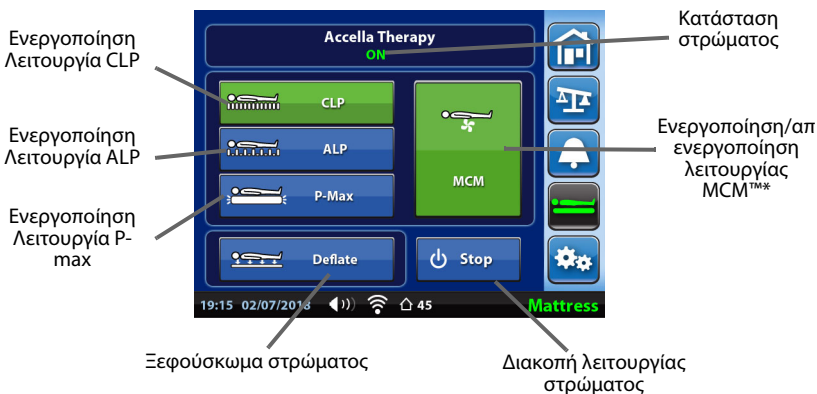 Ενεργοποίηση
Λειτουργία CLP
Ενεργοποίηση
Λειτουργία ALP
Ενεργοποίηση
Λειτουργία P-
max
Accella Therapy
ON
CLP
ALP
P-Max
MCM
Deflate
Stop
19:15 02/07/2018
45
Mattress
Κατάσταση
στρώματος
Ενεργοποίηση/απ
ενεργοποίηση
λειτουργίας
MCM™*
Ξεφούσκωμα στρώματος
Διακοπή λειτουργίας
στρώματος